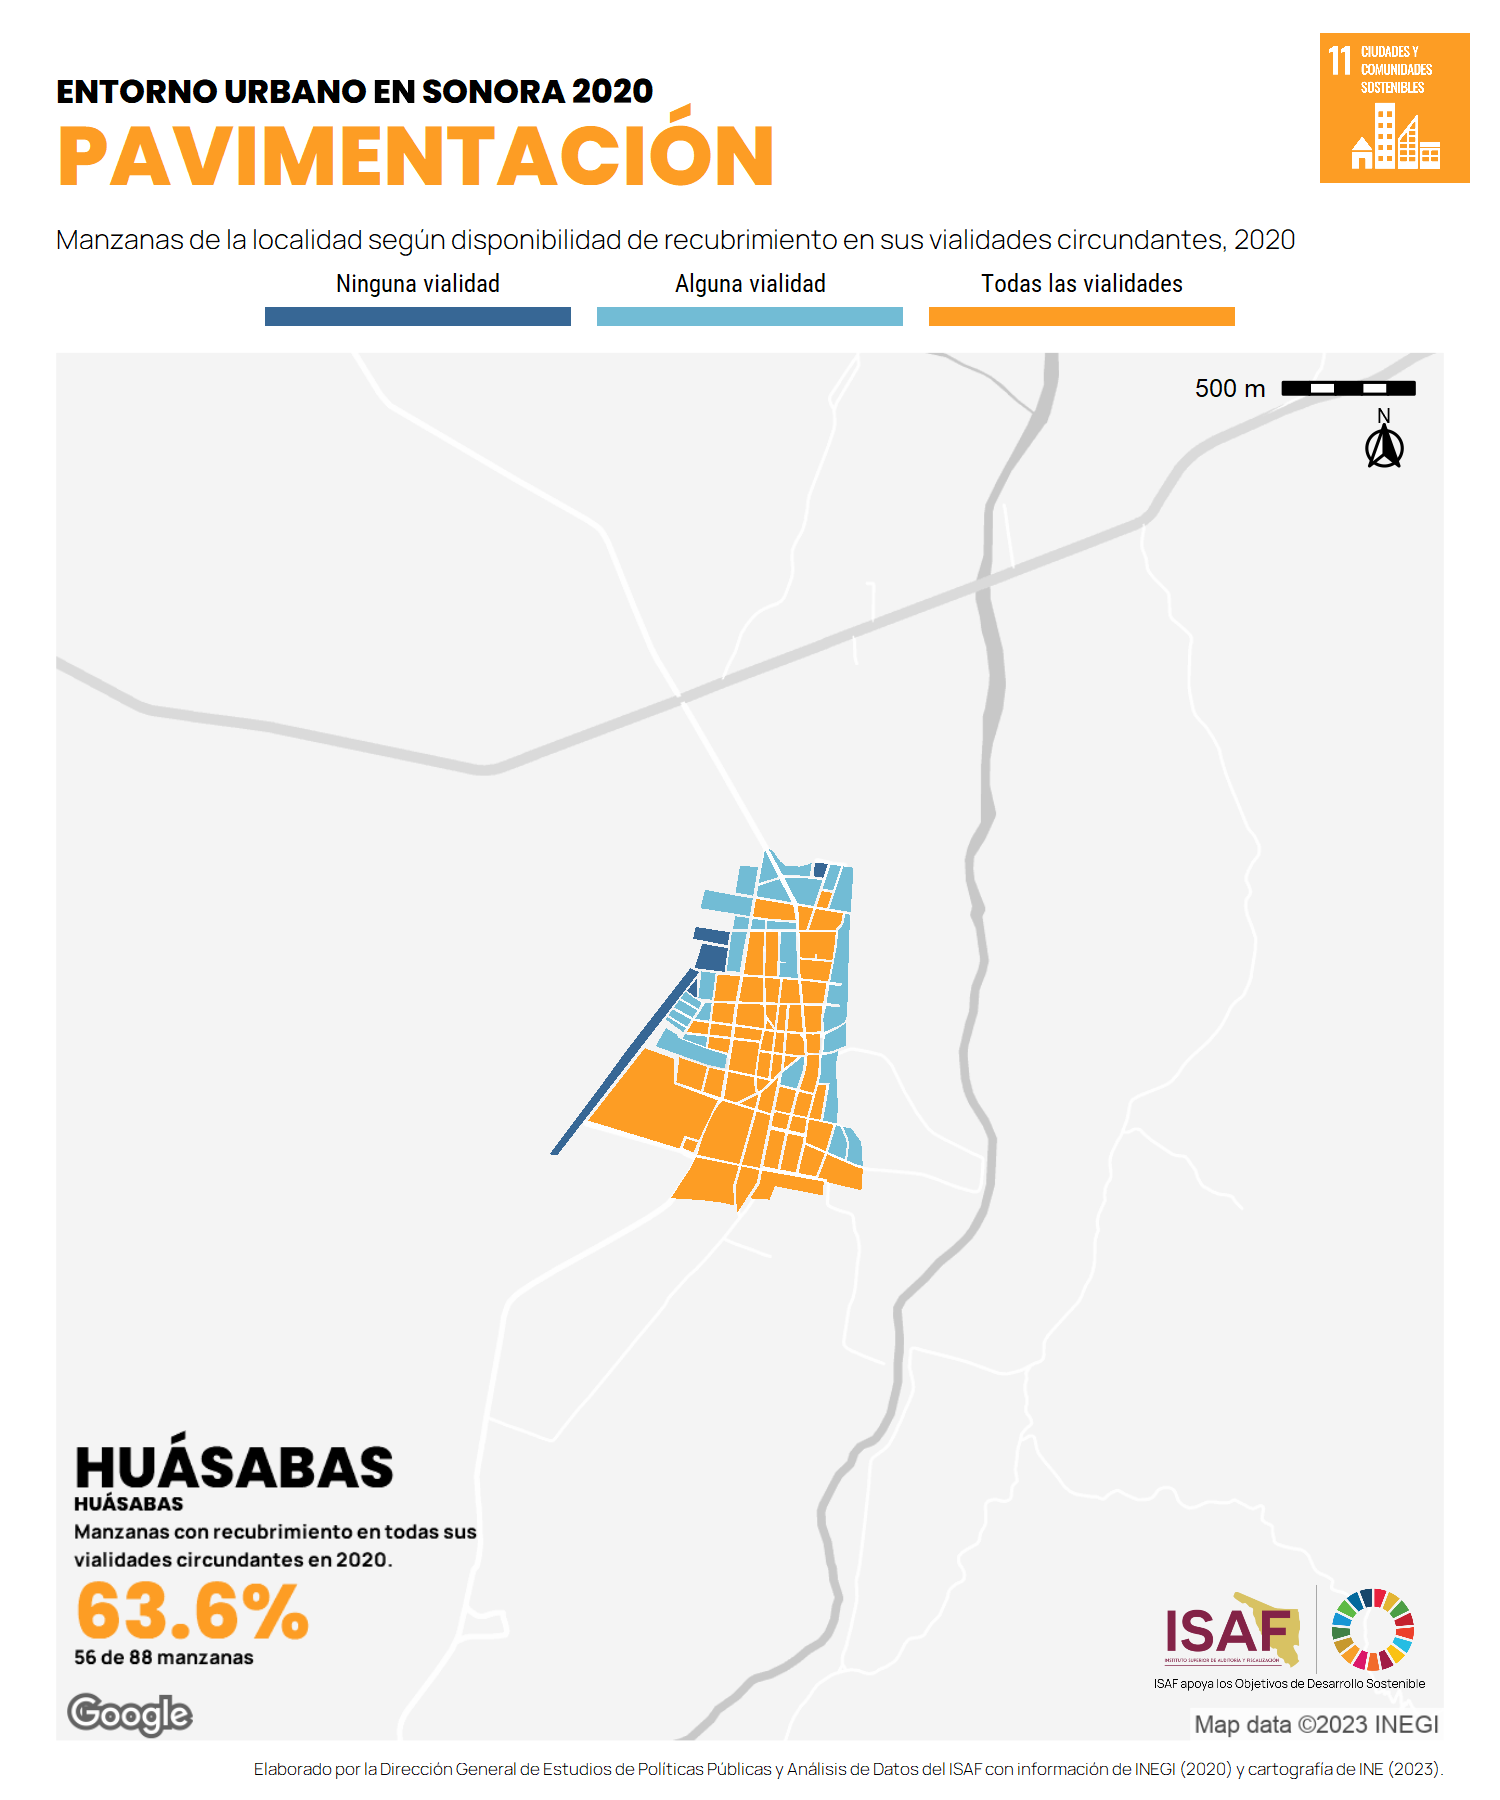 ENTORNO URBANO EN SONORA 2020
PAVIMENTACIÓN
11 CIUDADES Y
COMUNIDADES
SOSTENIBLES
Manzanas de la localidad según disponibilidad de recubrimiento en sus vialidades circundantes, 2020
Ninguna vialidad
Alguna vialidad
Todas las vialidades
500 m
N
HUÁSABAS
HUÁSABAS
Manzanas con recubrimiento en todas sus
vialidades circundantes en 2020.
63.6%
56 de 88 manzanas
Google
ISAF
INSTITUTO SUPERIOR DE AUDITORÍA Y FISCALIZACIÓN
ISAF apoya los Objetivos de Desarrollo Sostenible
Map data ©2023 INEGI
Elaborado por la Dirección General de Estudios de Políticas Públicas y Análisis de Datos del ISAF con información de INEGI (2020) y cartografía de INE (2023).